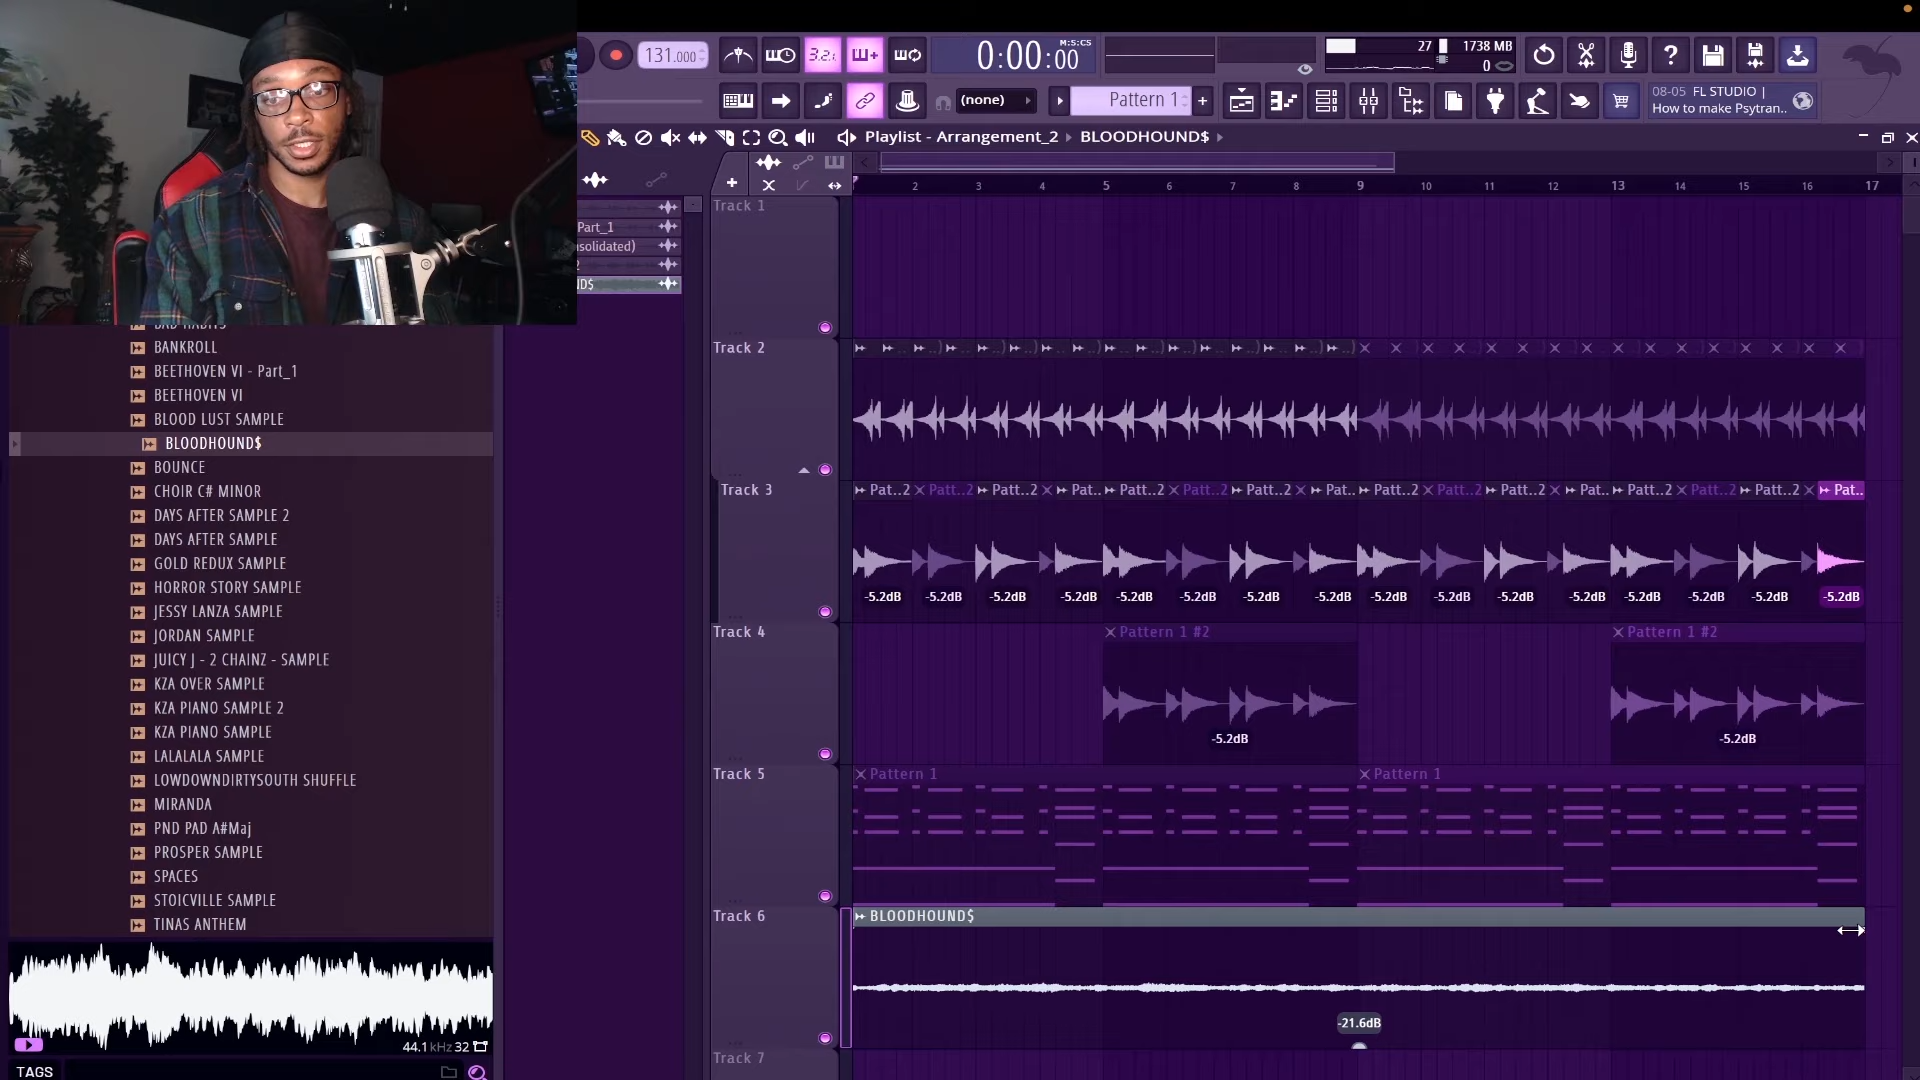 131.000
3.2.
0:00:00
M:S:CS
27
1738 MB
0
(none)
Pattern 1
08-05 FL STUDIO |
How to make Psytran..
Playlist - Arrangement_2 ▸ BLOODHOUND$ ▸
2 3 4 5 6 7 8 9 10 11 12 13 14 15 16 17
Part_1
solidated)
2
ND$
BAD HABITS
BANKROLL
BEETHOVEN VI - Part_1
BEETHOVEN VI
BLOOD LUST SAMPLE
BLOODHOUND$
BOUNCE
CHOIR C# MINOR
DAYS AFTER SAMPLE 2
DAYS AFTER SAMPLE
GOLD REDUX SAMPLE
HORROR STORY SAMPLE
JESSY LANZA SAMPLE
JORDAN SAMPLE
JUICY J - 2 CHAINZ - SAMPLE
KZA OVER SAMPLE
KZA PIANO SAMPLE 2
KZA PIANO SAMPLE
LALALALA SAMPLE
LOWDOWNDIRTYSOUTH SHUFFLE
MIRANDA
PND PAD A#Maj
PROSPER SAMPLE
SPACES
STOICVILLE SAMPLE
TINAS ANTHEM
44.1kHz 32
TAGS
Track 1
Track 2
Track 3
Patt..2 Patt..2 Patt..2 Pat.. Patt..2 Patt..2 Patt..2 Pat.. Patt..2 Patt..2 Patt..2 Pat.. Patt..2 Patt..2 Patt..2 Pat..
-5.2dB -5.2dB -5.2dB -5.2dB -5.2dB -5.2dB -5.2dB -5.2dB -5.2dB -5.2dB -5.2dB -5.2dB -5.2dB -5.2dB -5.2dB -5.2dB
Track 4
Pattern 1 #2 Pattern 1 #2
-5.2dB -5.2dB
Track 5
Pattern 1 Pattern 1
Track 6
BLOODHOUND$
-21.6dB
Track 7